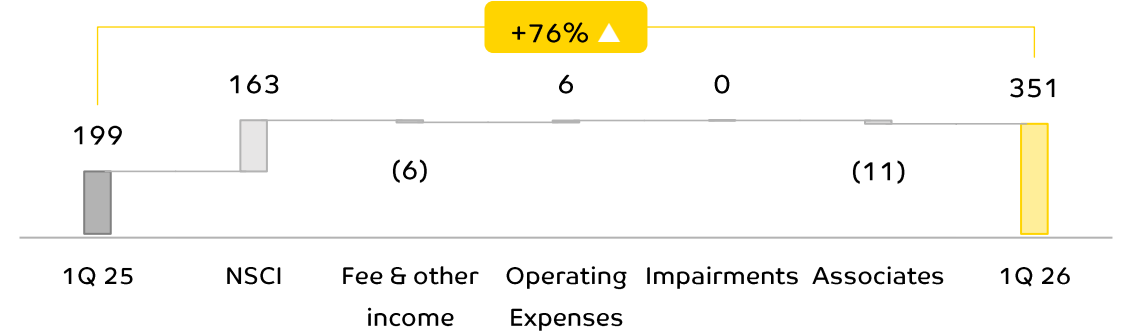 +76%
163
6
0
351
199
(6)
(11)
1Q 25
NSCI
Fee & other
income
Operating
Expenses
Impairments
Associates
1Q 26